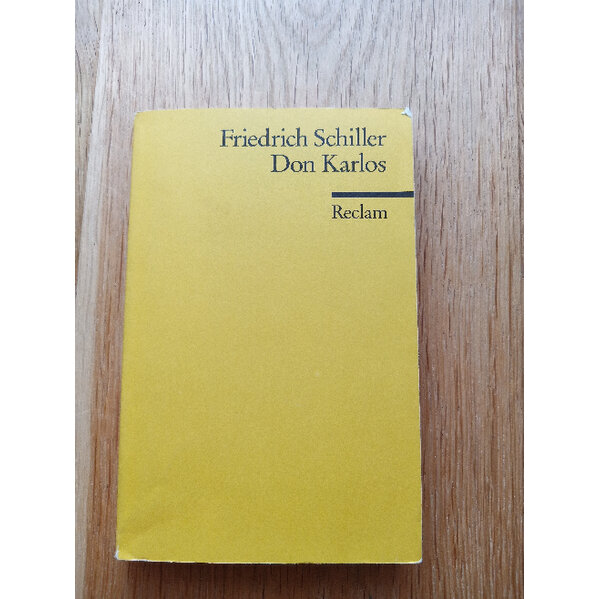 Friedrich Schiller
Don Karlos
Reclam